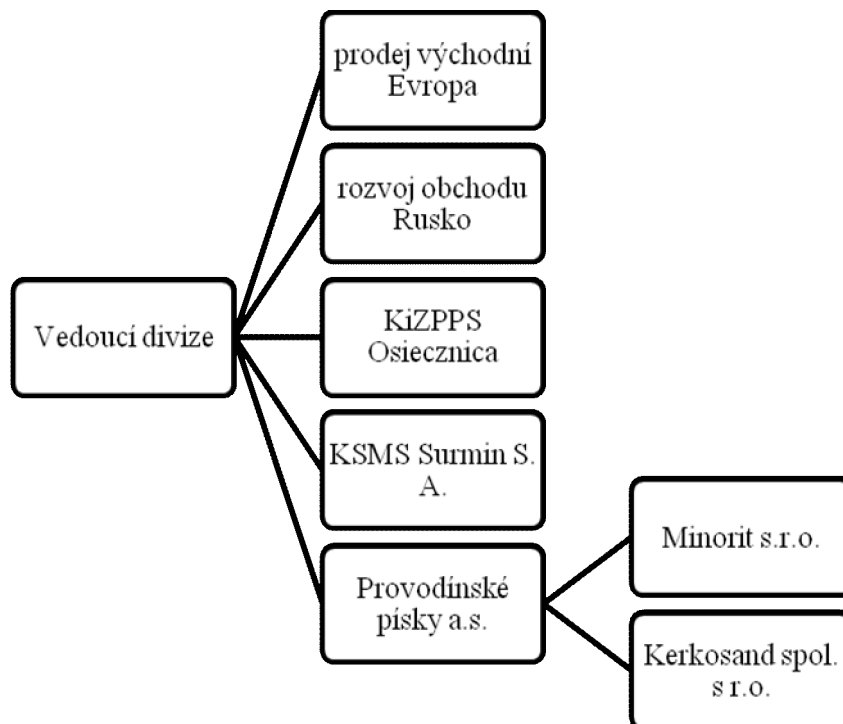 prodej východní
Evropa
rozvoj obchodu
Rusko
Vedoucí divize
KiZPPS
Osiecznica
KSMS Surmin S.
A.
Provodínské
písky a.s.
Minorit s.r.o.
Kerkosand spol.
s r.o.